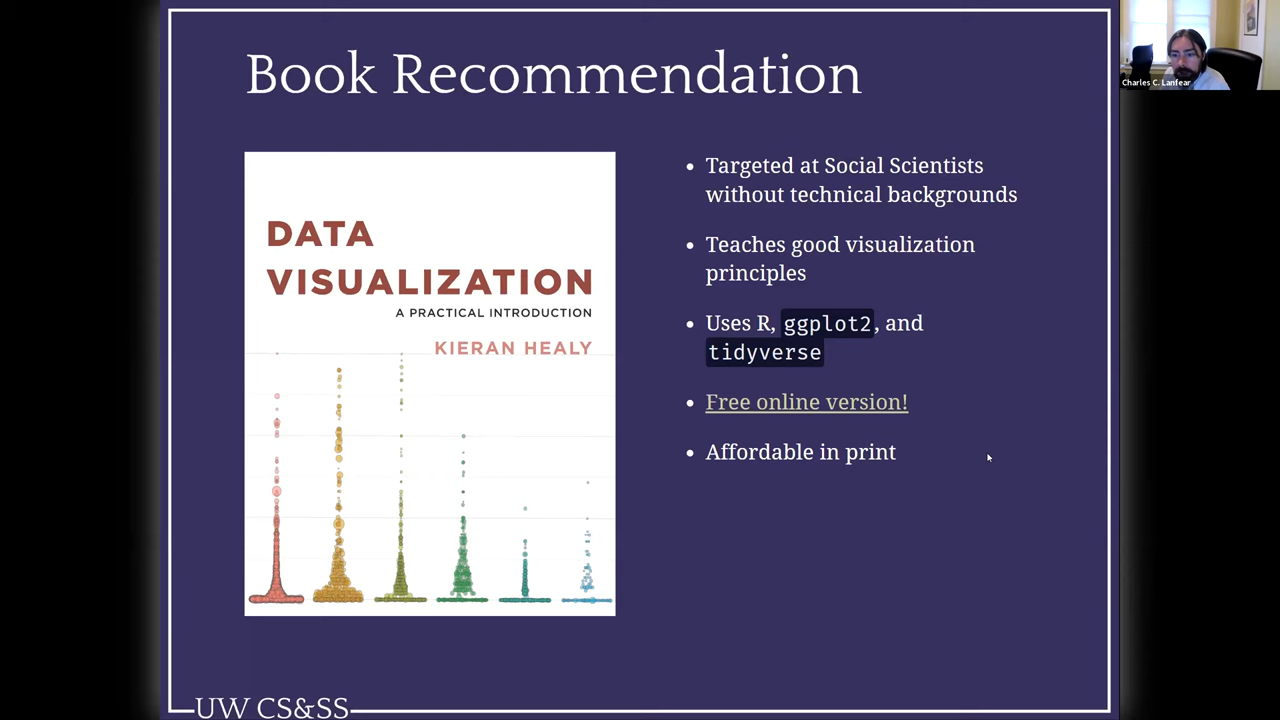 Book Recommendation
Charles C. Lanfear
DATA
VISUALIZATION
A PRACTICAL INTRODUCTION
KIERAN HEALY
• Targeted at Social Scientists
without technical backgrounds
• Teaches good visualization
principles
• Uses R, ggplot2, and
tidyverse
• Free online version!
• Affordable in print
UW CS&SS